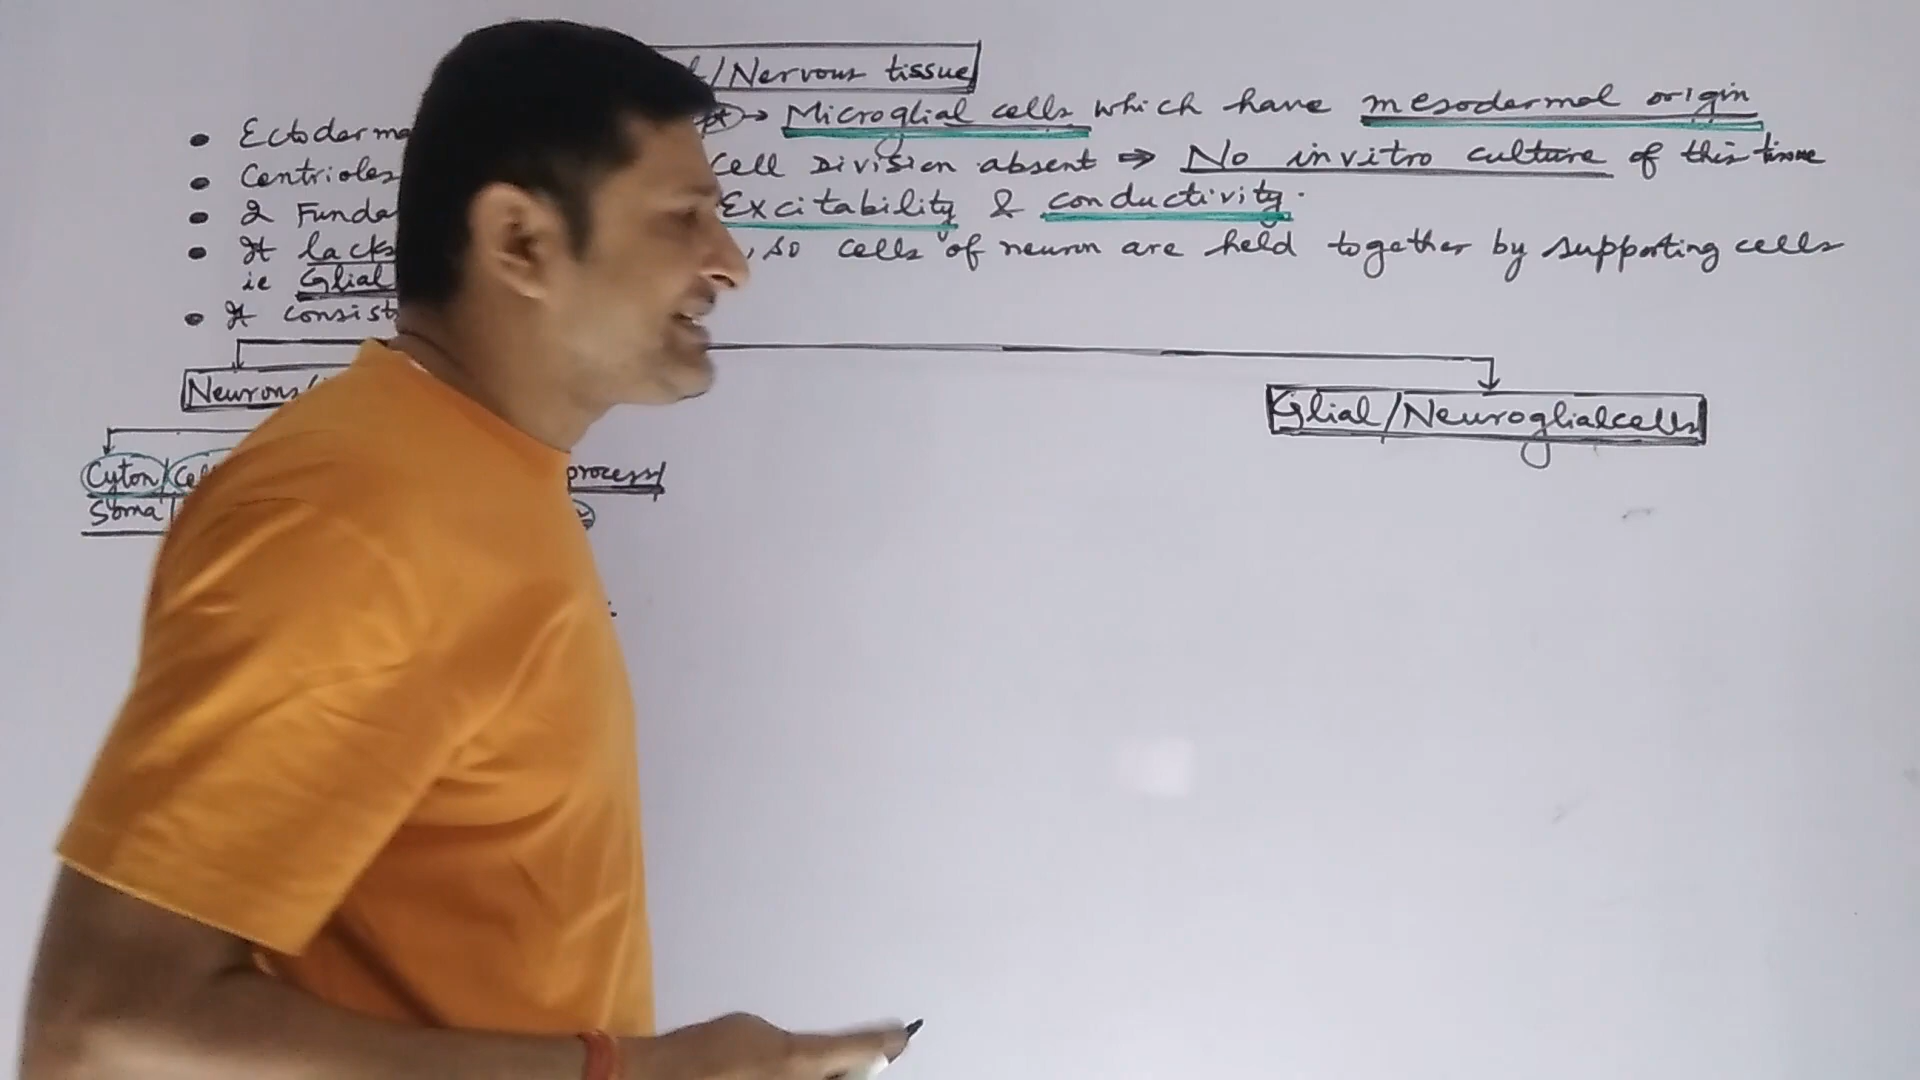 /Nervous tissue
• Ectoderma → Microglial cells which have mesodermal origin
• Centrioles Cell Division absent ⇒ No invitro culture of this tissue
• 2 Funda Excitability & conductivity.
• It lacks , so cells of neuron are held together by supporting cells
ie Glial
• It consist
Neurons/ Glial/Neuroglialcells
Cyton/Cel process/
Soma